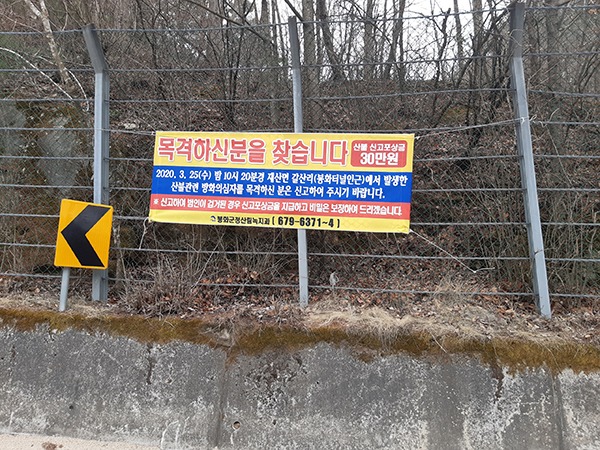 목격하신분을 찾습니다
산불 신고포상금
30만원
2020. 3. 25(수) 밤 10시 20분경 재산면 갈산리(봉화터널인근)에서 발생한
산불관련 방화의심자를 목격하신 분은 신고하여 주시기 바랍니다.
※ 신고하여 범인이 검거된 경우 신고포상금을 지급하고 비밀은 보장하여 드리겠습니다.
봉화군청산림녹지과 ( 679-6371~4 )